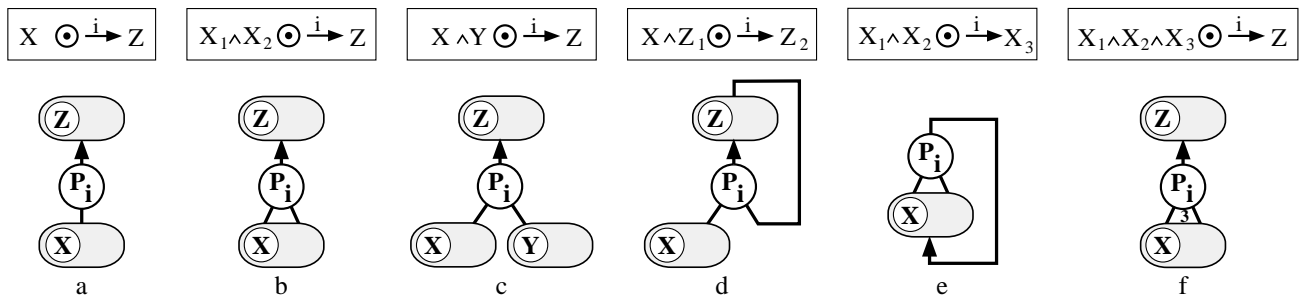 X ⊙ —i→ Z
X₁∧X₂ ⊙ —i→ Z
X∧Y ⊙ —i→ Z
X∧Z₁ ⊙ —i→ Z₂
X₁∧X₂ ⊙ —i→ X₃
X₁∧X₂∧X₃ ⊙ —i→ Z
Z
Pᵢ
X
a
Z
Pᵢ
X
b
Z
Pᵢ
X Y
c
Z
Pᵢ
X
d
Pᵢ
X
e
Z
Pᵢ
3
X
f